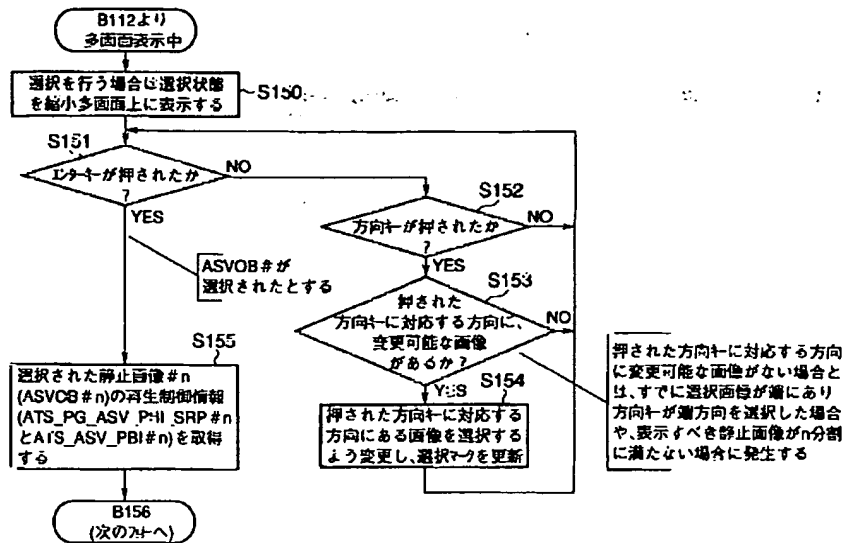 B112より
多画面表示中
選択を行う場合は選択状態
を縮小多画面上に表示する
S150
S151
エンターキーが押されたか
?
NO
YES
ASVOB#が
選択されたとする
S152
方向キーが押されたか
?
NO
YES
S153
押された
方向キーに対応する方向に、
変更可能な画像
があるか?
NO
YES
押された方向キーに対応する方向
に変更可能な画像がない場合と
は、すでに選択画像が端にあり
方向キーが端方向を選択した場合
や、表示すべき静止画像がn分割
に満たない場合に発生する
S154
押された方向キーに対応する
方向にある画像を選択する
よう変更し、選択マークを更新
S155
選択された静止画像#n
(ASVOB#n)の再生制御情報
(ATS_PG_ASV_PBI_SRP#n
とATS_ASV_PBI#n)を取得
する
B156
(次のフローへ)